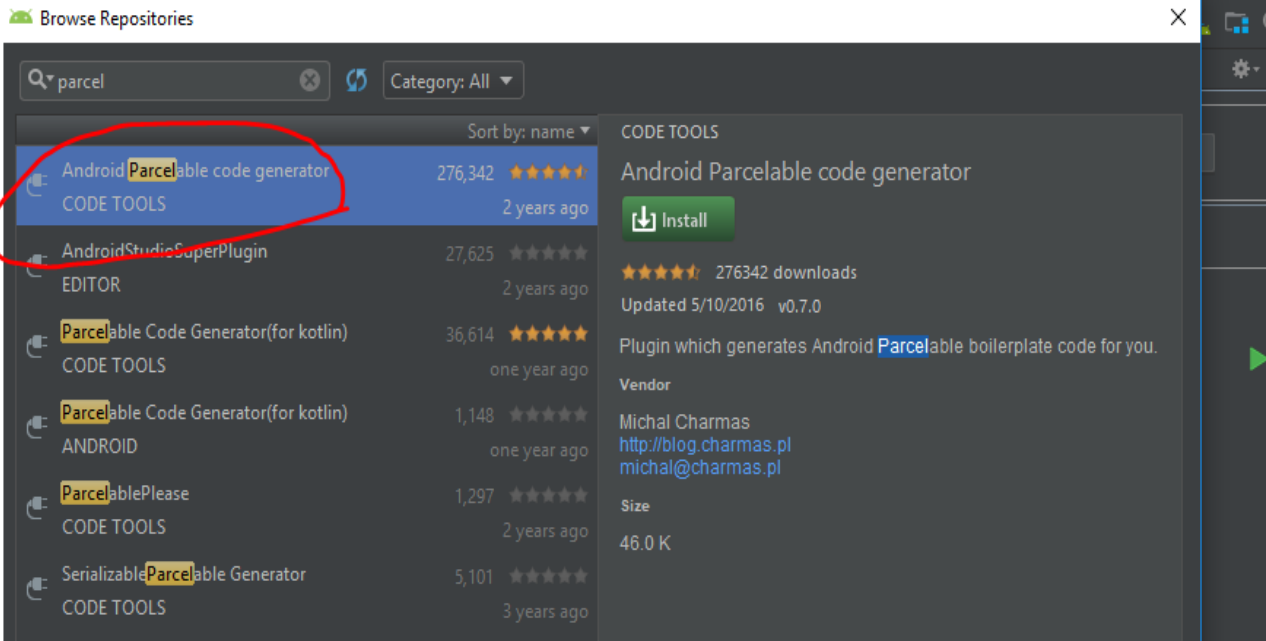 Browse Repositories
parcel
Category: All
Sort by: name
Android Parcelable code generator
276,342
CODE TOOLS
2 years ago
AndroidStudioSuperPlugin
27,625
EDITOR
2 years ago
Parcelable Code Generator(for kotlin)
36,614
CODE TOOLS
one year ago
Parcelable Code Generator(for kotlin)
1,148
ANDROID
one year ago
ParcelablePlease
1,297
CODE TOOLS
2 years ago
SerializableParcelable Generator
5,101
CODE TOOLS
3 years ago
CODE TOOLS
Android Parcelable code generator
Install
276342 downloads
Updated 5/10/2016 v0.7.0
Plugin which generates Android Parcelable boilerplate code for you.
Vendor
Michal Charmas
http://blog.charmas.pl
michal@charmas.pl
Size
46.0 K